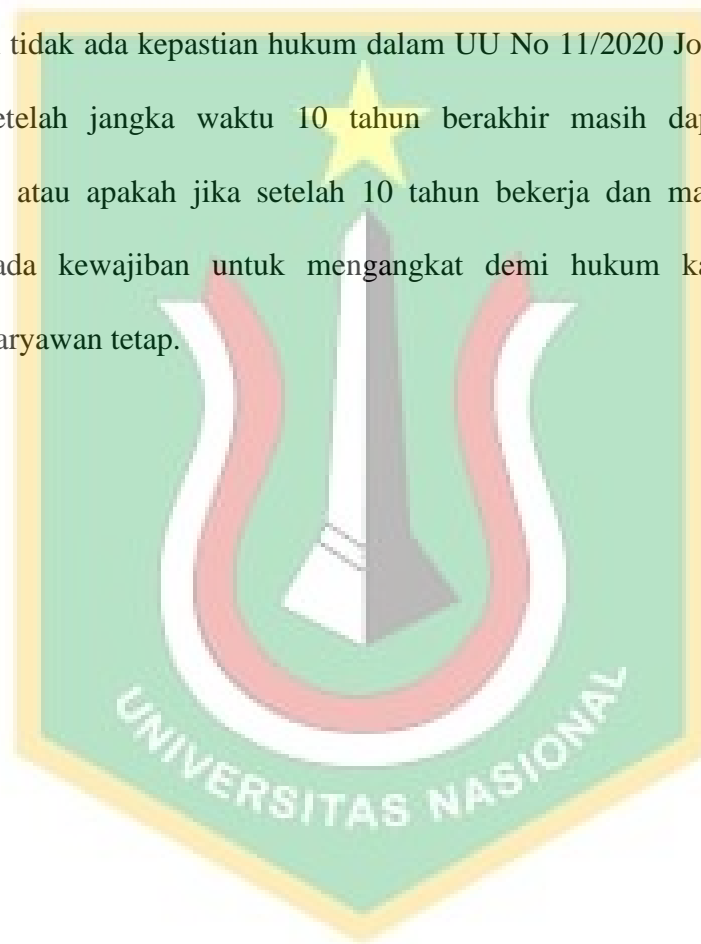 tidak ada kepastian hukum dalam UU No 11/2020 Jo
etelah jangka waktu 10 tahun berakhir masih dap
atau apakah jika setelah 10 tahun bekerja dan ma
ada kewajiban untuk mengangkat demi hukum ka
aryawan tetap.
UNIVERSITAS NASIONAL